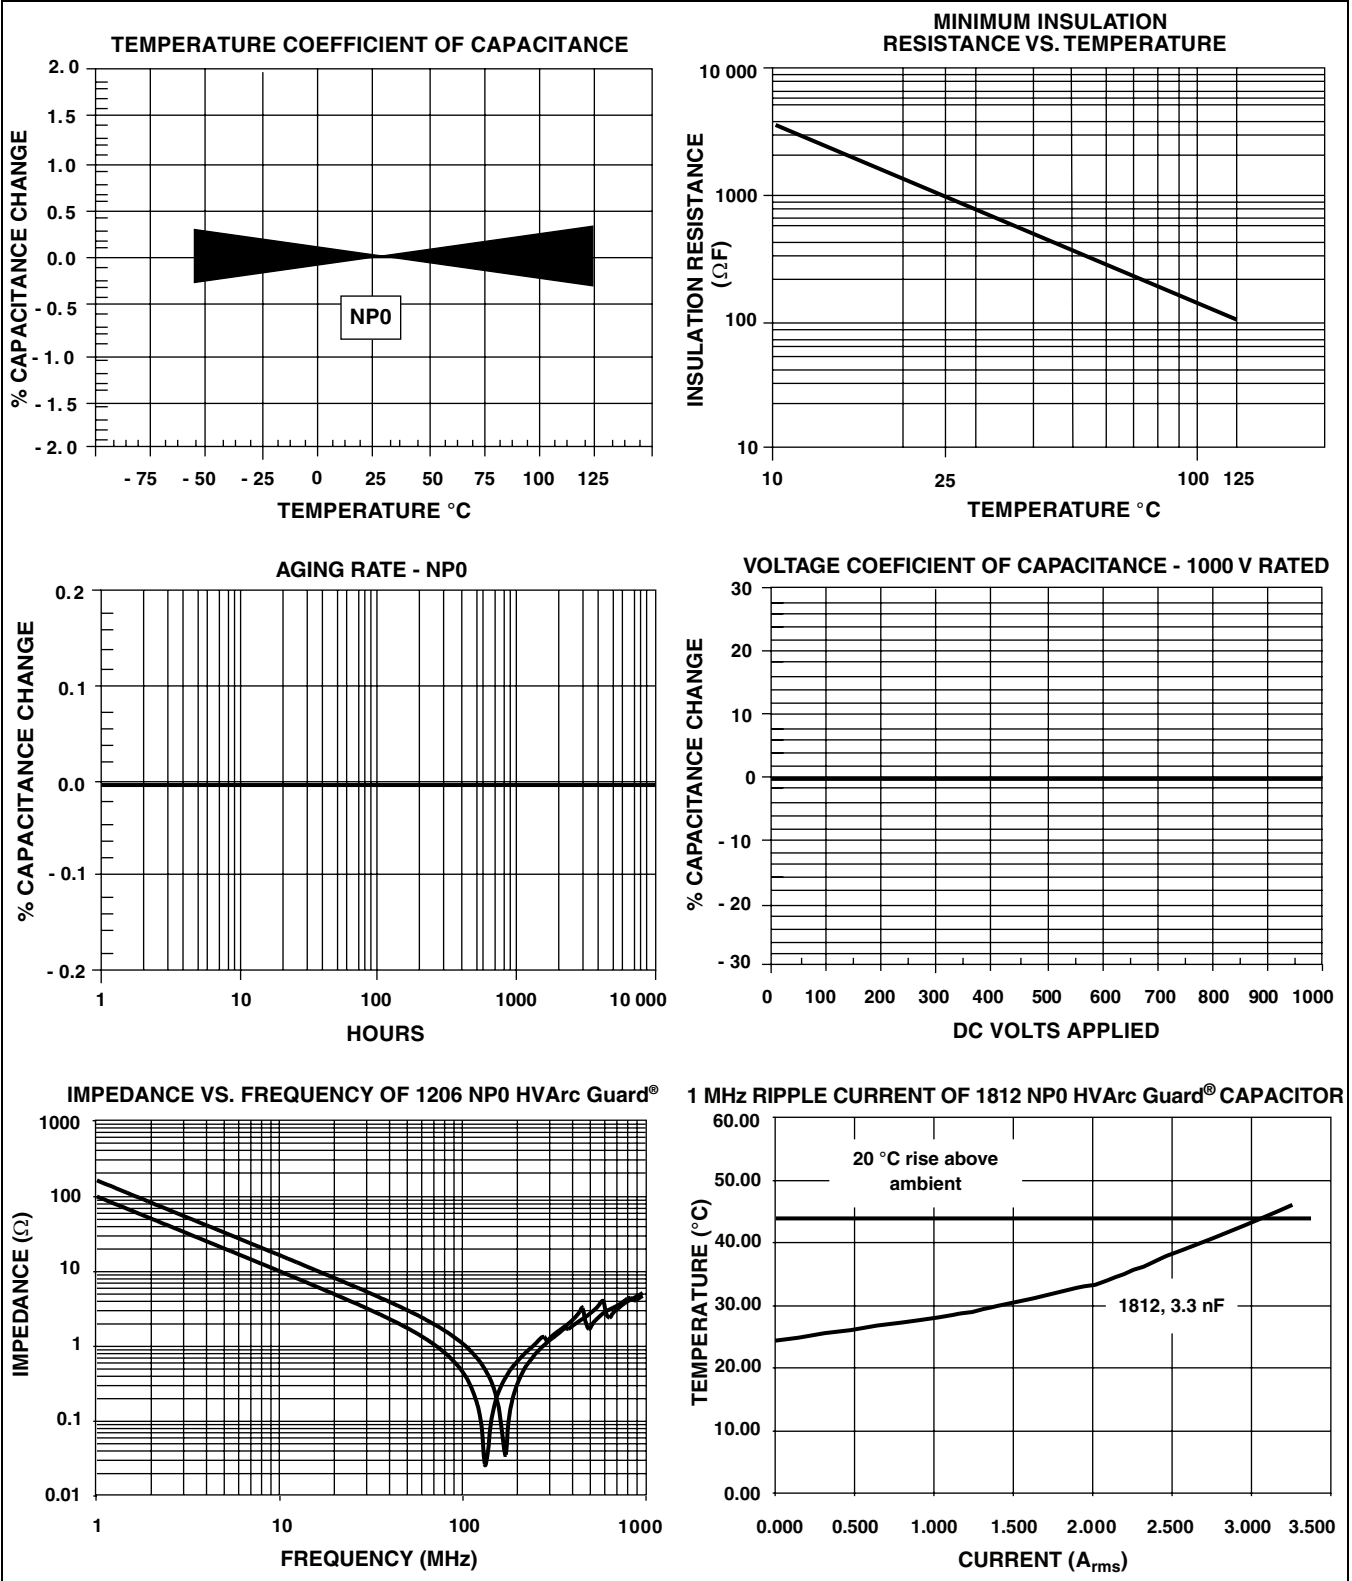 TEMPERATURE COEFFICIENT OF CAPACITANCE
% CAPACITANCE CHANGE
2.0
1.5
1.0
0.5
0.0
- 0.5
- 1.0
- 1.5
- 2.0
NP0
- 75 - 50 - 25 0 25 50 75 100 125
TEMPERATURE °C
MINIMUM INSULATION
RESISTANCE VS. TEMPERATURE
INSULATION RESISTANCE
(ΩF)
10 000
1000
100
10
10 25 100 125
TEMPERATURE °C
AGING RATE - NP0
% CAPACITANCE CHANGE
0.2
0.1
0.0
- 0.1
- 0.2
1 10 100 1000 10 000
HOURS
VOLTAGE COEFICIENT OF CAPACITANCE - 1000 V RATED
% CAPACITANCE CHANGE
30
20
10
0
- 10
- 20
- 30
0 100 200 300 400 500 600 700 800 900 1000
DC VOLTS APPLIED
IMPEDANCE VS. FREQUENCY OF 1206 NP0 HVArc Guard®
IMPEDANCE (Ω)
1000
100
10
1
0.1
0.01
1 10 100 1000
FREQUENCY (MHz)
1 MHz RIPPLE CURRENT OF 1812 NP0 HVArc Guard® CAPACITOR
TEMPERATURE (°C)
60.00
50.00
40.00
30.00
20.00
10.00
0.00
20 °C rise above
ambient
1812, 3.3 nF
0.000 0.500 1.000 1.500 2.000 2.500 3.000 3.500
CURRENT (Arms)